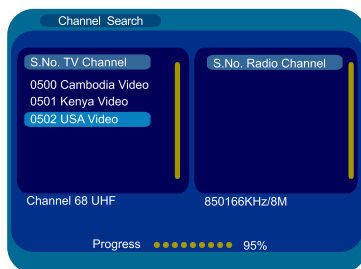 Channel Search
S.No. TV Channel
0500 Cambodia Video
0501 Kenya Video
0502 USA Video
S.No. Radio Channel
Channel 68 UHF
850166KHz/8M
Progress 95%